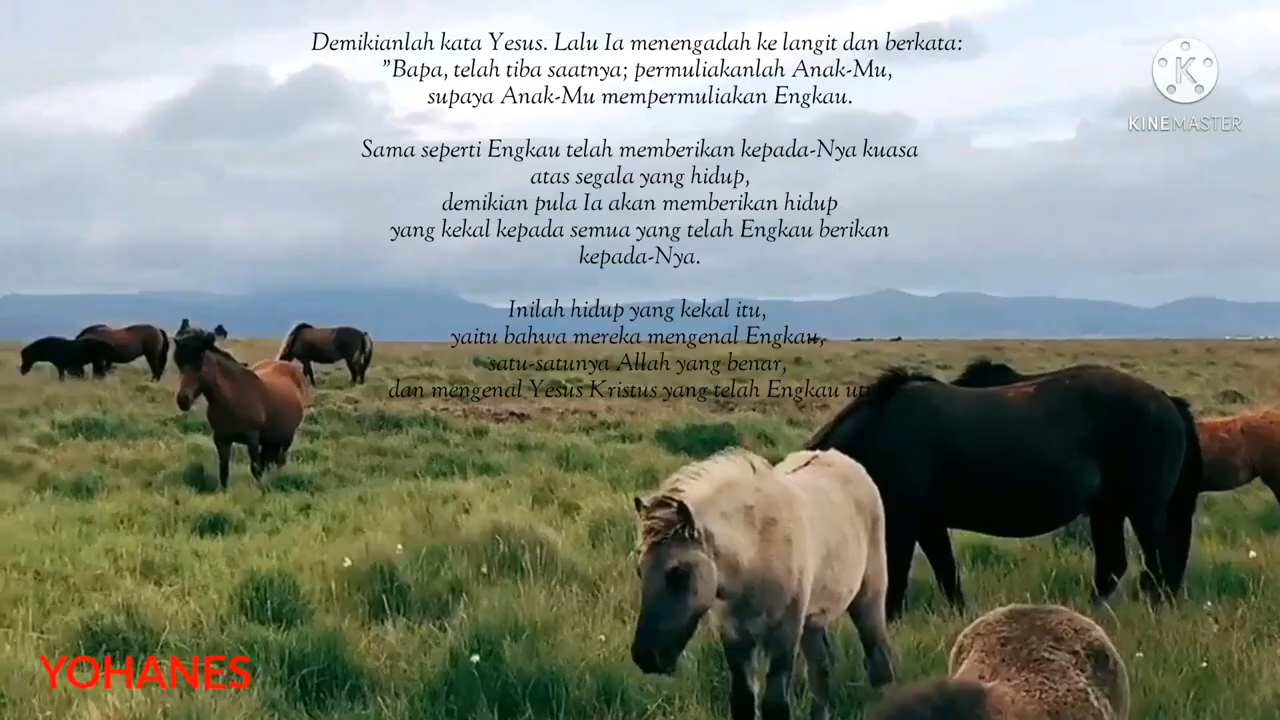 Demikianlah kata Yesus. Lalu Ia menengadah ke langit dan berkata:
"Bapa, telah tiba saatnya; permuliakanlah Anak-Mu,
supaya Anak-Mu mempermuliakan Engkau.
Sama seperti Engkau telah memberikan kepada-Nya kuasa
atas segala yang hidup,
demikian pula Ia akan memberikan hidup
yang kekal kepada semua yang telah Engkau berikan
kepada-Nya.
Inilah hidup yang kekal itu,
yaitu bahwa mereka mengenal Engkau,
satu-satunya Allah yang benar,
dan mengenal Yesus Kristus yang telah Engkau
K
KINEMASTER
YOHANES